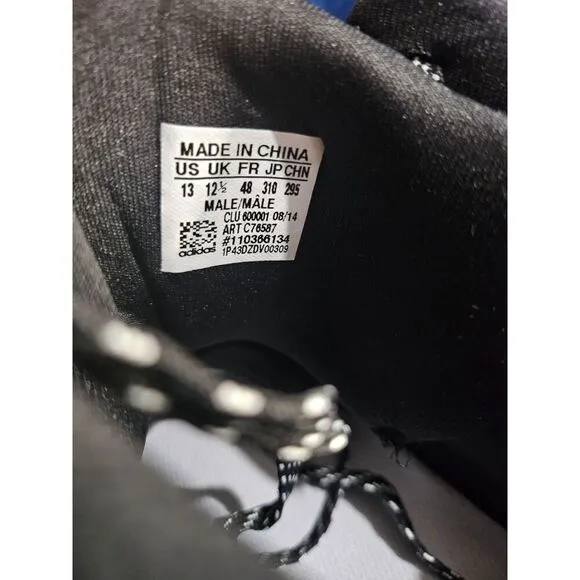 MADE IN CHINA
US UK FR JP CHN
13 12½ 48 310 295
MALE/MÂLE
CLU 600001 08/14
ART C76587
#110366134
adidas 1P43DZDV00309